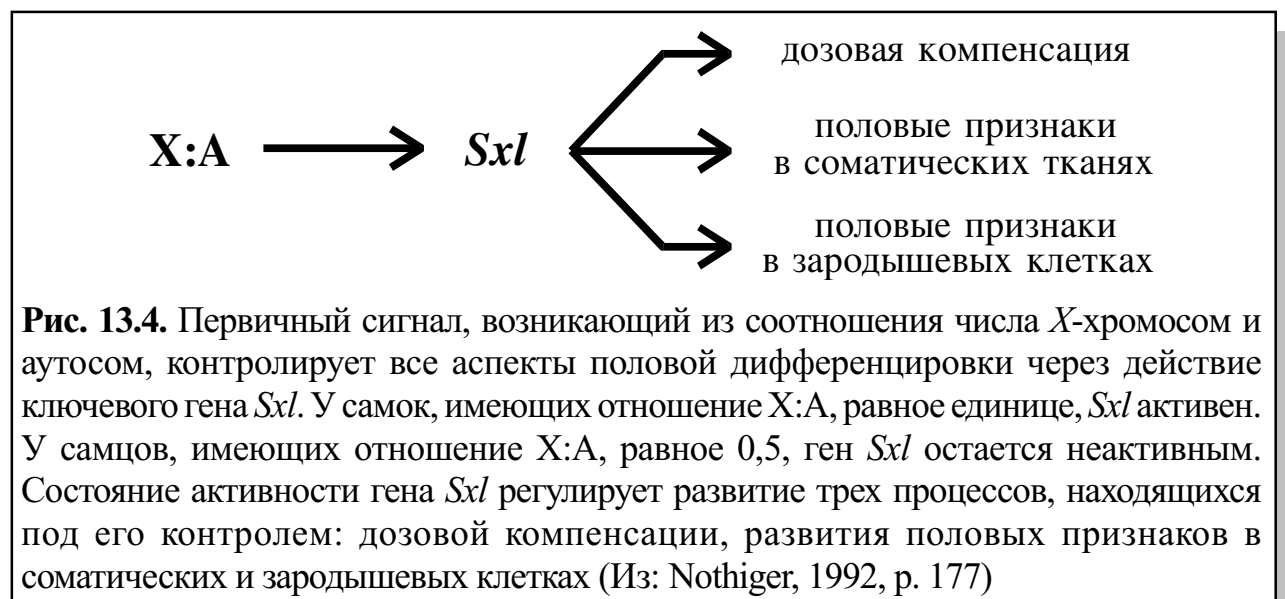 дозовая компенсация
X:A
Sxl
половые признаки
в соматических тканях
половые признаки
в зародышевых клетках
Рис. 13.4. Первичный сигнал, возникающий из соотношения числа X-хромосом и
аутосом, контролирует все аспекты половой дифференцировки через действие
ключевого гена Sxl. У самок, имеющих отношение X:A, равное единице, Sxl активен.
У самцов, имеющих отношение X:A, равное 0,5, ген Sxl остается неактивным.
Состояние активности гена Sxl регулирует развитие трех процессов, находящихся
под его контролем: дозовой компенсации, развития половых признаков в
соматических и зародышевых клетках (Из: Nothiger, 1992, p. 177)